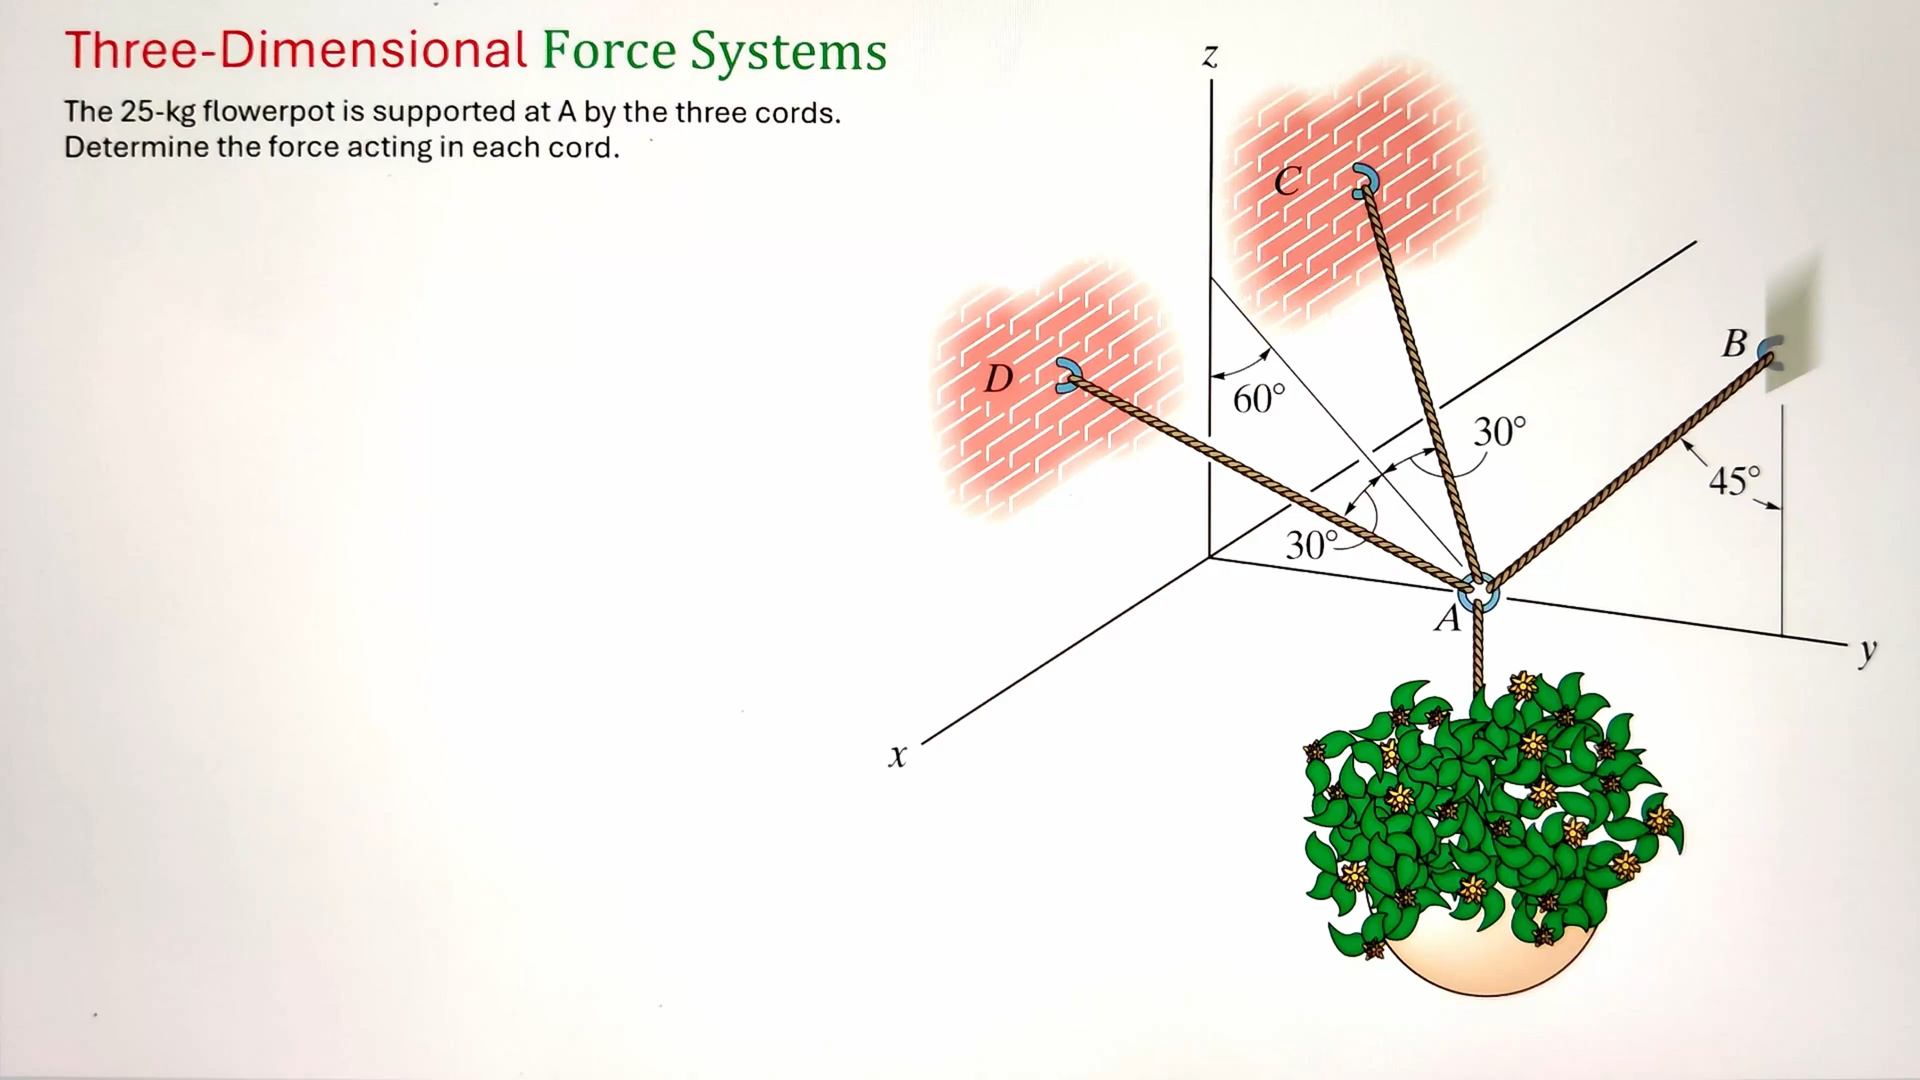 Three-Dimensional Force Systems
The 25-kg flowerpot is supported at A by the three cords.
Determine the force acting in each cord.
z
C
D
B
60°
30°
45°
30°
A
y
x